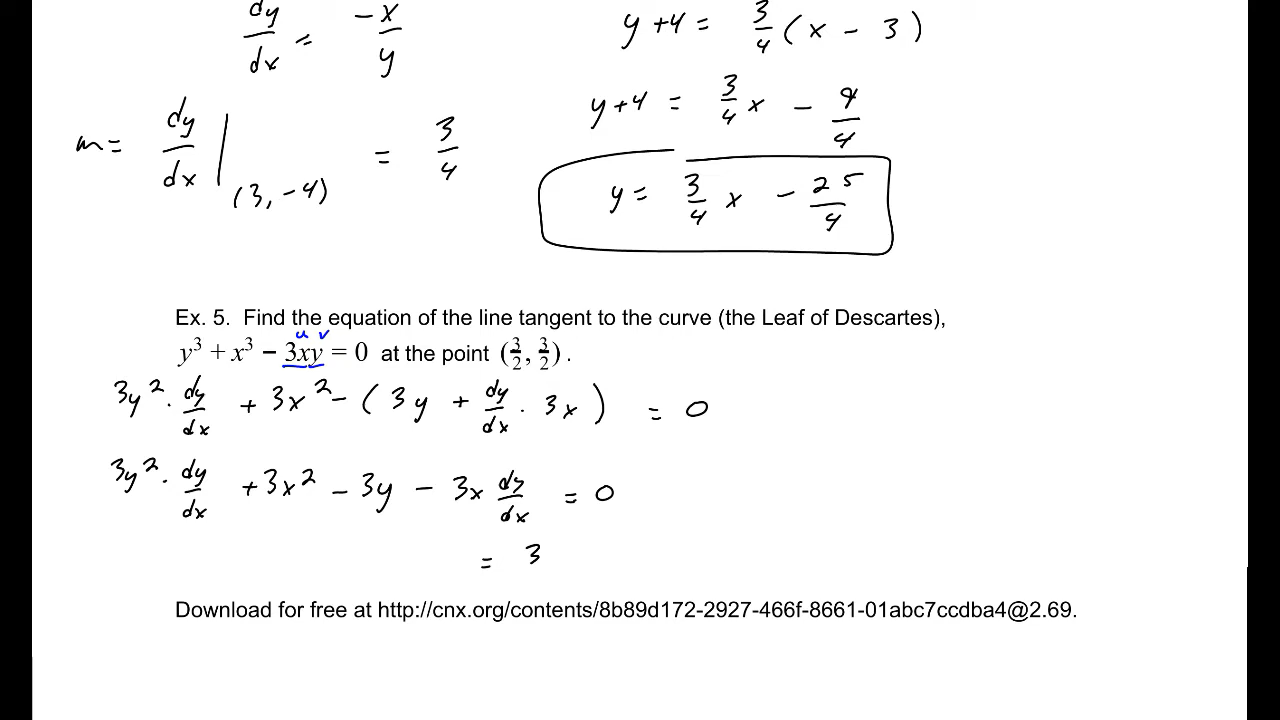 dy/dx = -x/y
y+4 = 3/4 (x - 3)
y+4 = 3/4 x - 9/4
m = dy/dx |(3, -4) = 3/4
y = 3/4 x - 25/4
Ex. 5. Find the equation of the line tangent to the curve (the Leaf of Descartes),
u v
y³ + x³ − 3xy = 0 at the point (3/2, 3/2).
3y² · dy/dx + 3x² - (3y + dy/dx · 3x) = 0
3y² · dy/dx + 3x² - 3y - 3x dy/dx = 0
= 3
Download for free at http://cnx.org/contents/8b89d172-2927-466f-8661-01abc7ccdba4@2.69.